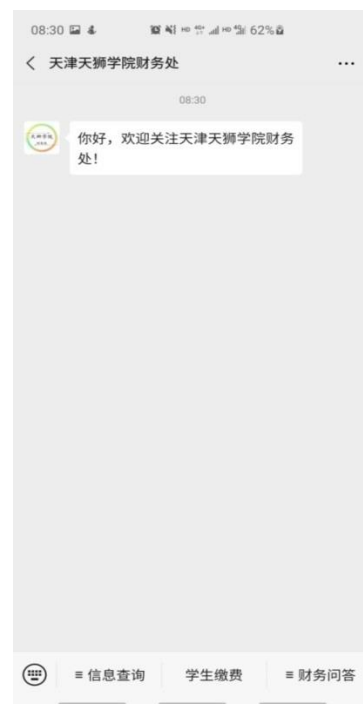 08:30 62%
天津天狮学院财务处
08:30
你好，欢迎关注天津天狮学院财务
处！
≡ 信息查询 学生缴费 ≡ 财务问答